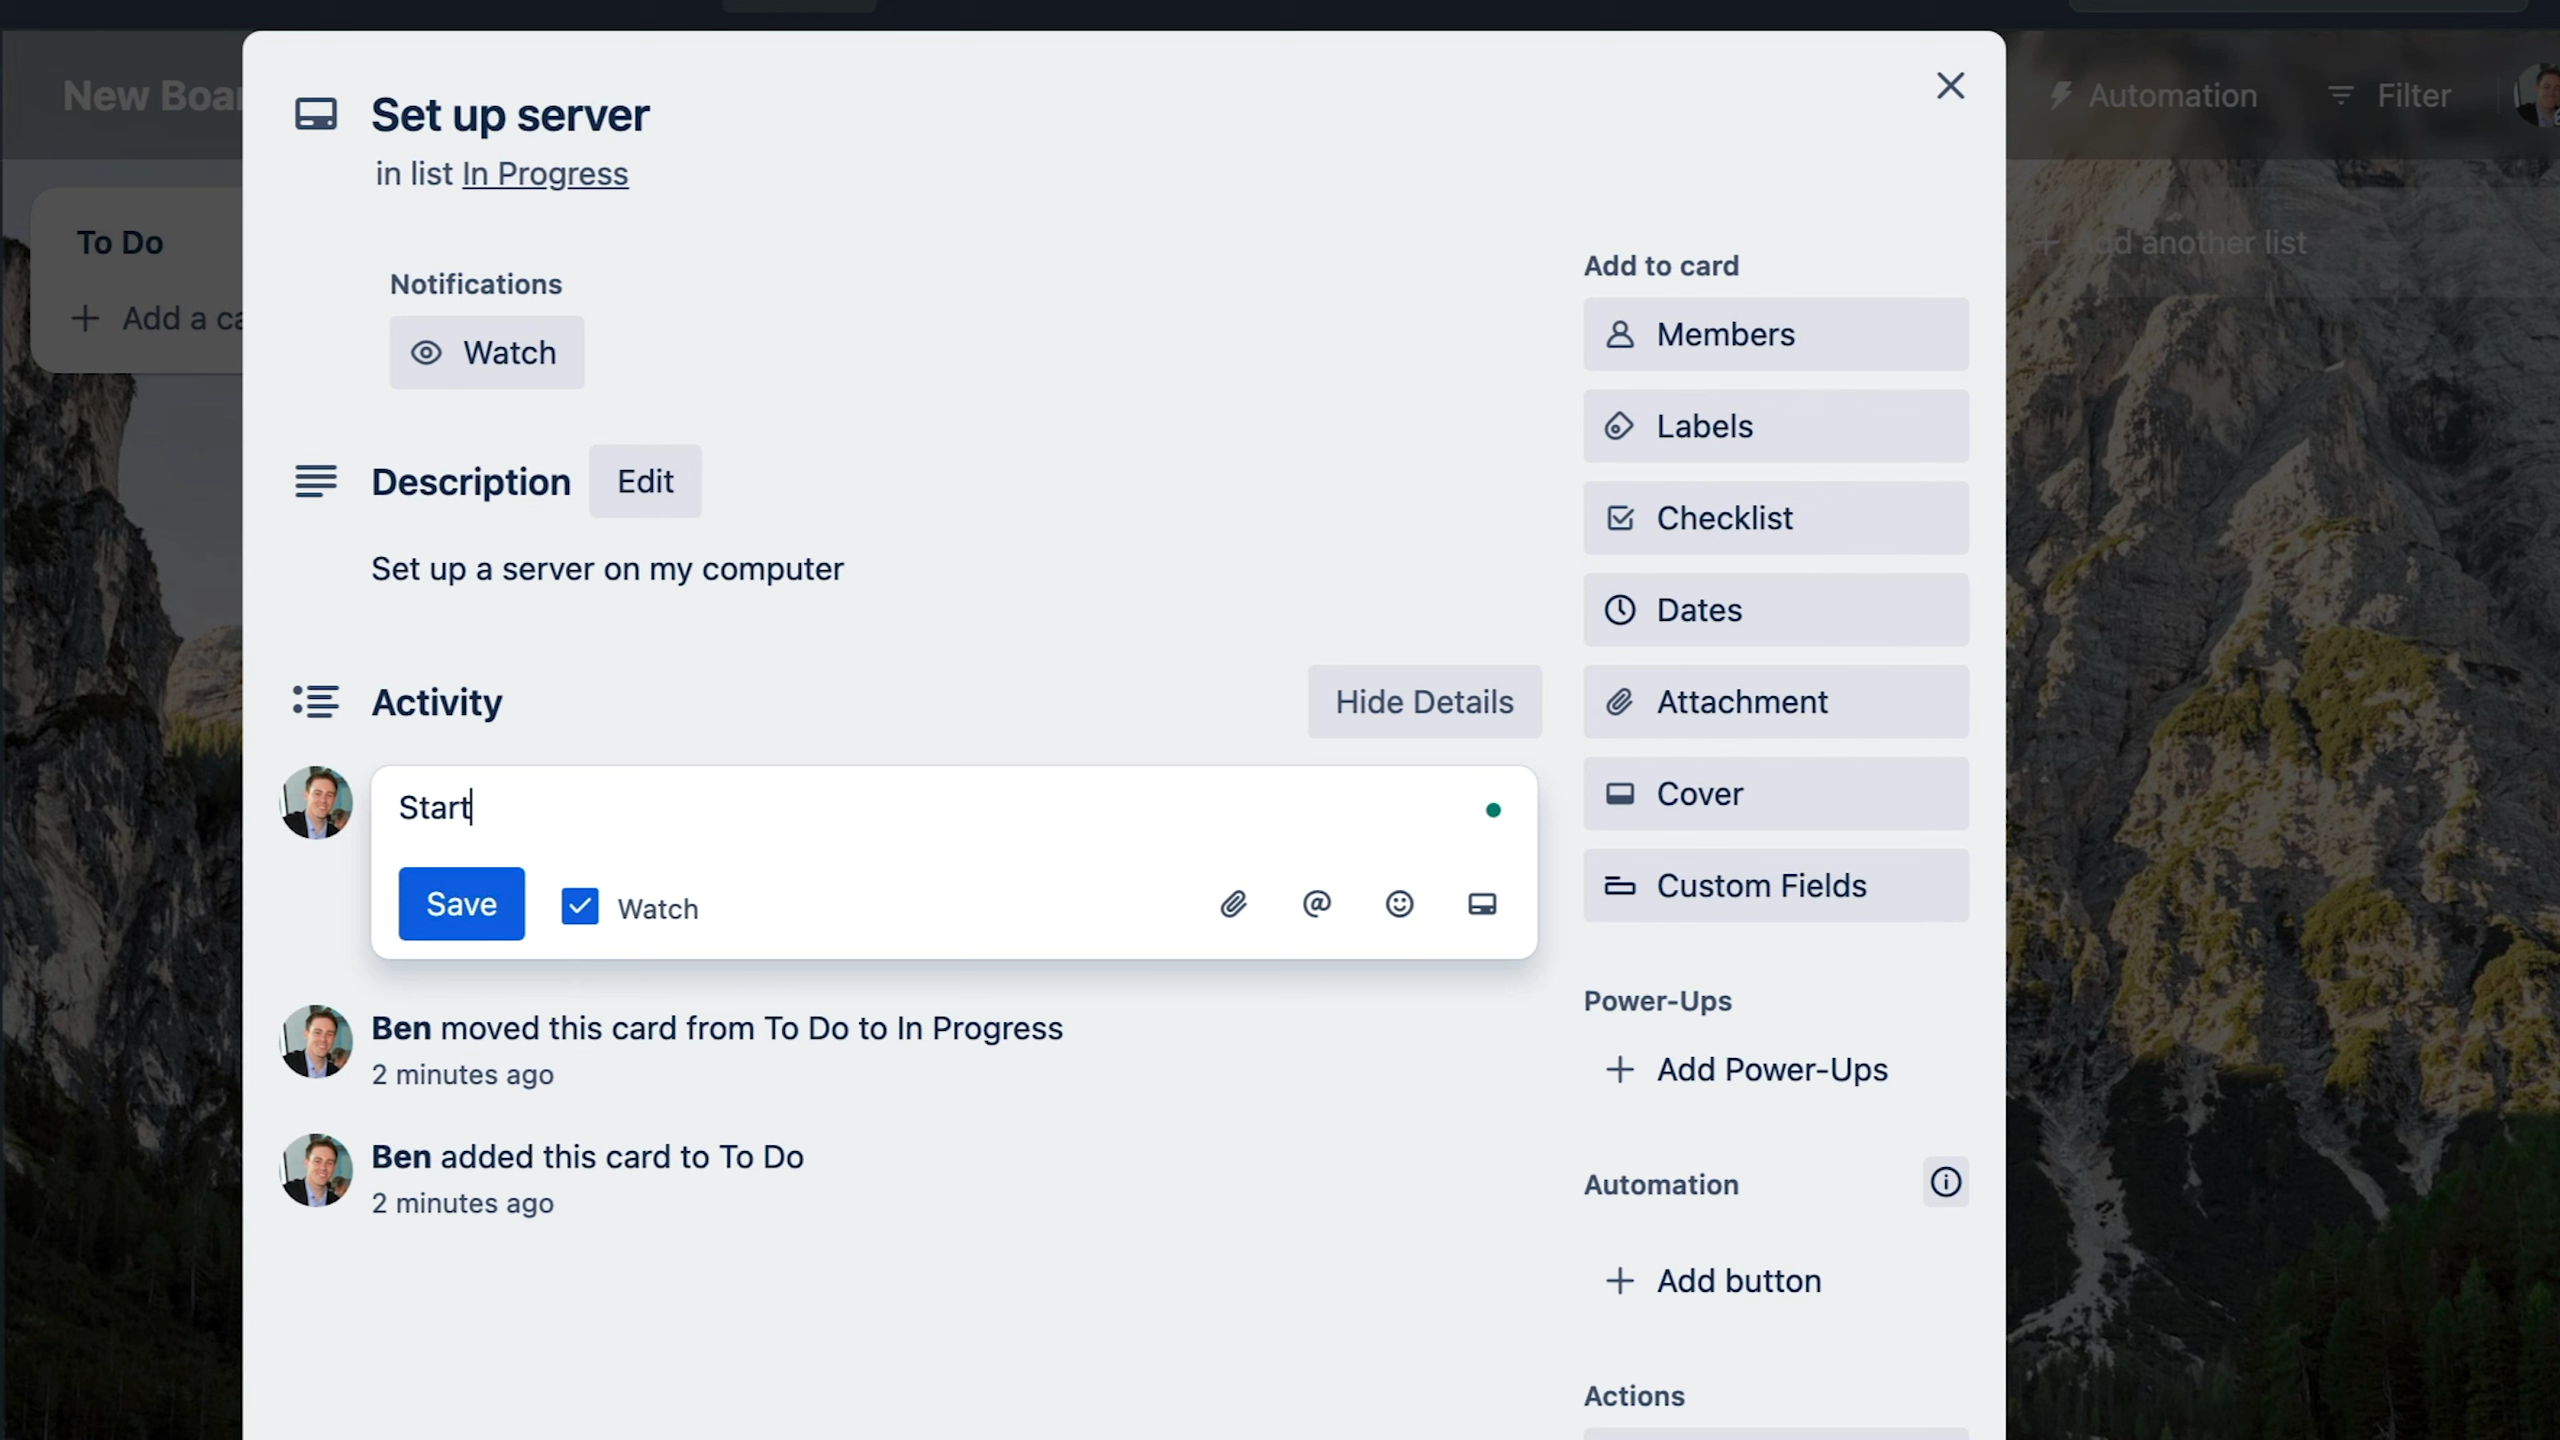 New Boar
Automation
Filter
Set up server
in list In Progress
To Do
+ Add a ca
+ Add another list
Notifications
Watch
Description
Edit
Set up a server on my computer
Activity
Hide Details
Start
Save
Watch
@
Ben moved this card from To Do to In Progress
2 minutes ago
Ben added this card to To Do
2 minutes ago
Add to card
Members
Labels
Checklist
Dates
Attachment
Cover
Custom Fields
Power-Ups
+ Add Power-Ups
Automation
+ Add button
Actions